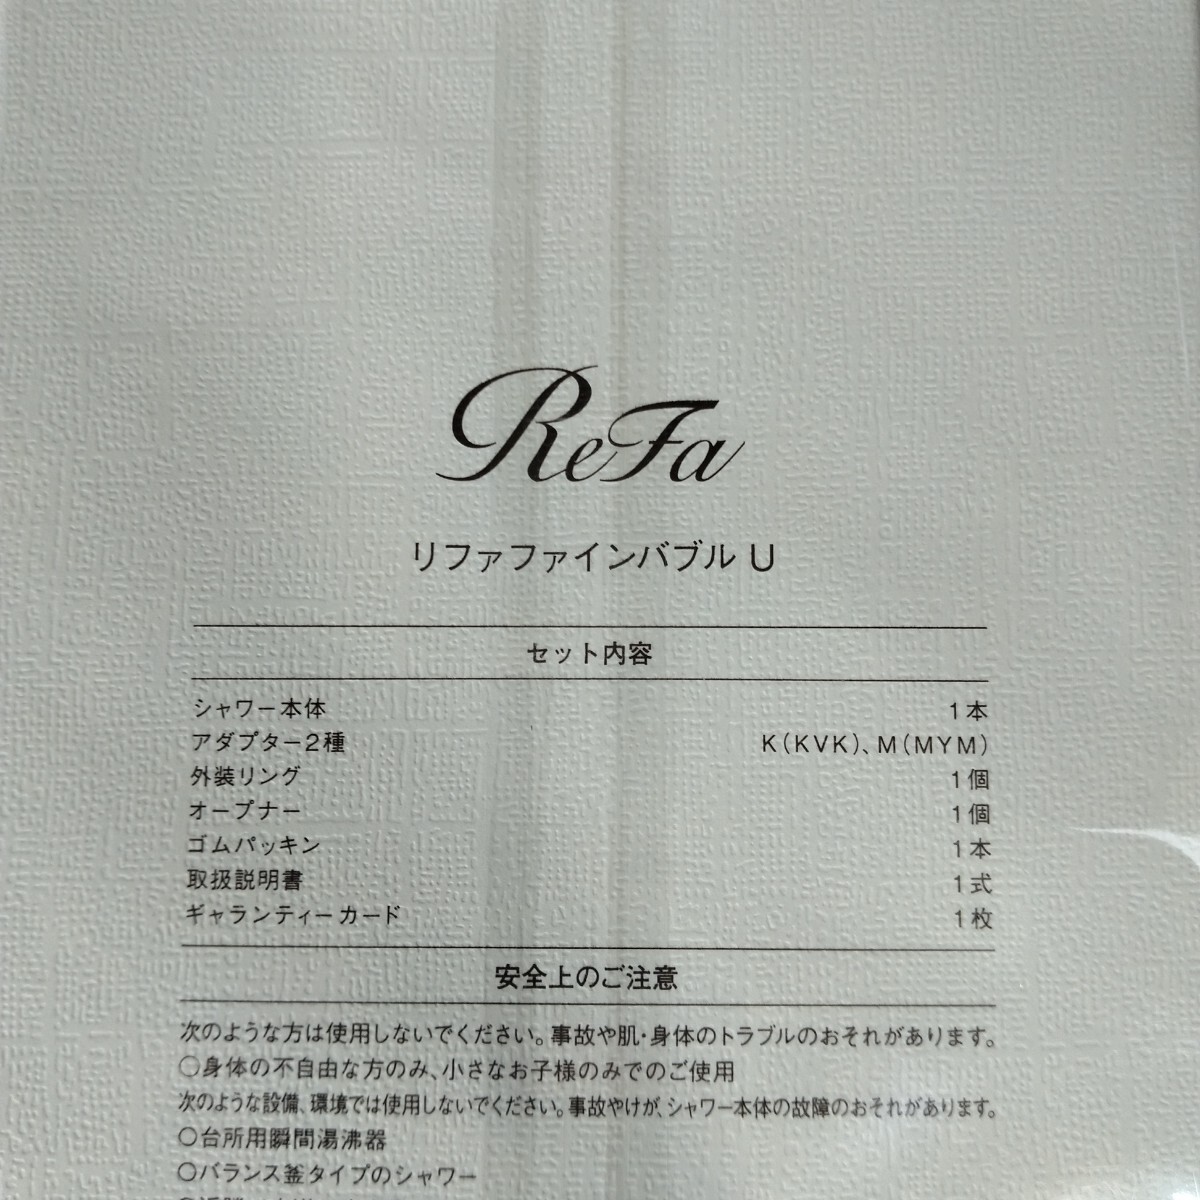 ReFa
リファファインバブル U
セット内容
シャワー本体 1本
アダプター2種 K(KVK)、M(MYM)
外装リング 1個
オープナー 1個
ゴムパッキン 1本
取扱説明書 1式
ギャランティーカード 1枚
安全上のご注意
次のような方は使用しないでください。事故や肌・身体のトラブルのおそれがあります。
○身体の不自由な方のみ、小さなお子様のみでのご使用
次のような設備、環境では使用しないでください。事故やけが、シャワー本体の故障のおそれがあります。
○台所用瞬間湯沸器
○バランス釜タイプのシャワー